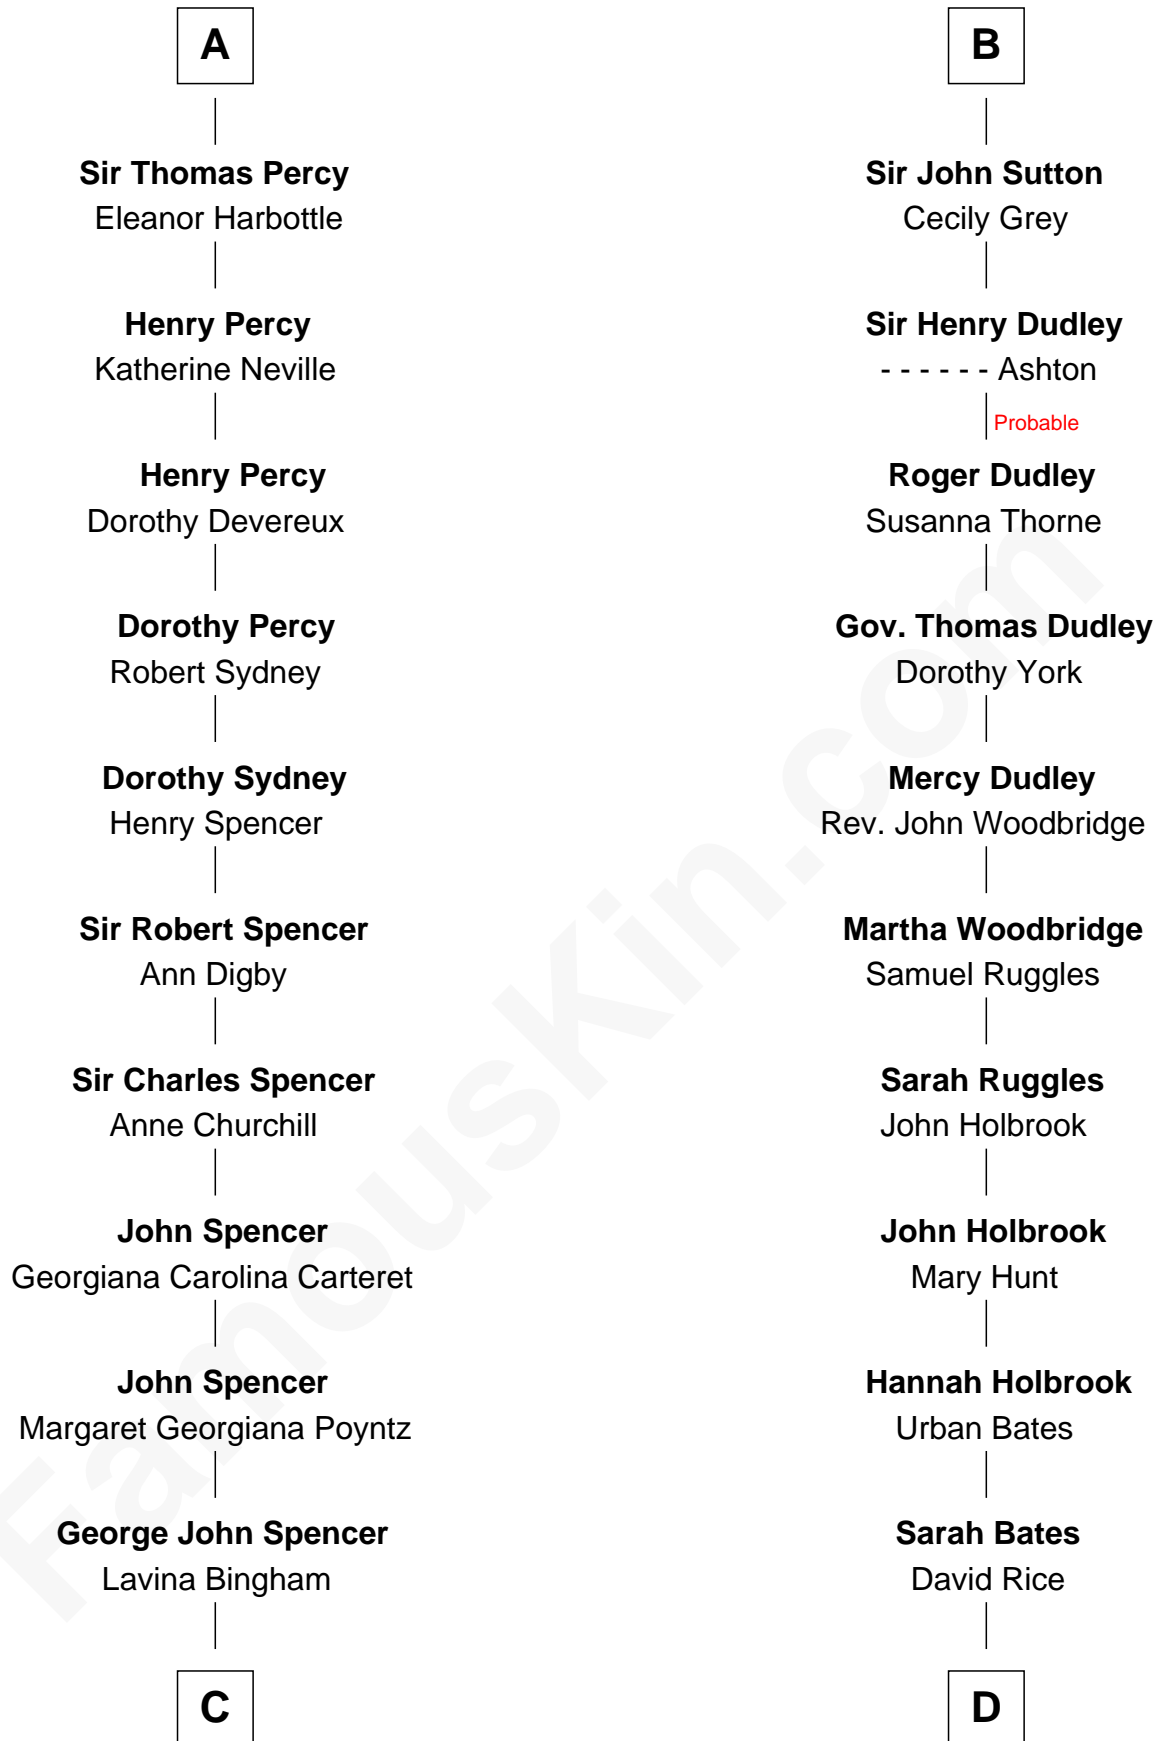 A
Sir Thomas Percy
Eleanor Harbottle
Henry Percy
Katherine Neville
Henry Percy
Dorothy Devereux
Dorothy Percy
Robert Sydney
Dorothy Sydney
Henry Spencer
Sir Robert Spencer
Ann Digby
Sir Charles Spencer
Anne Churchill
John Spencer
Georgiana Carolina Carteret
John Spencer
Margaret Georgiana Poyntz
George John Spencer
Lavina Bingham
C
B
Sir John Sutton
Cecily Grey
Sir Henry Dudley
- - - - - - Ashton
Probable
Roger Dudley
Susanna Thorne
Gov. Thomas Dudley
Dorothy York
Mercy Dudley
Rev. John Woodbridge
Martha Woodbridge
Samuel Ruggles
Sarah Ruggles
John Holbrook
John Holbrook
Mary Hunt
Hannah Holbrook
Urban Bates
Sarah Bates
David Rice
D
FamousKin.com